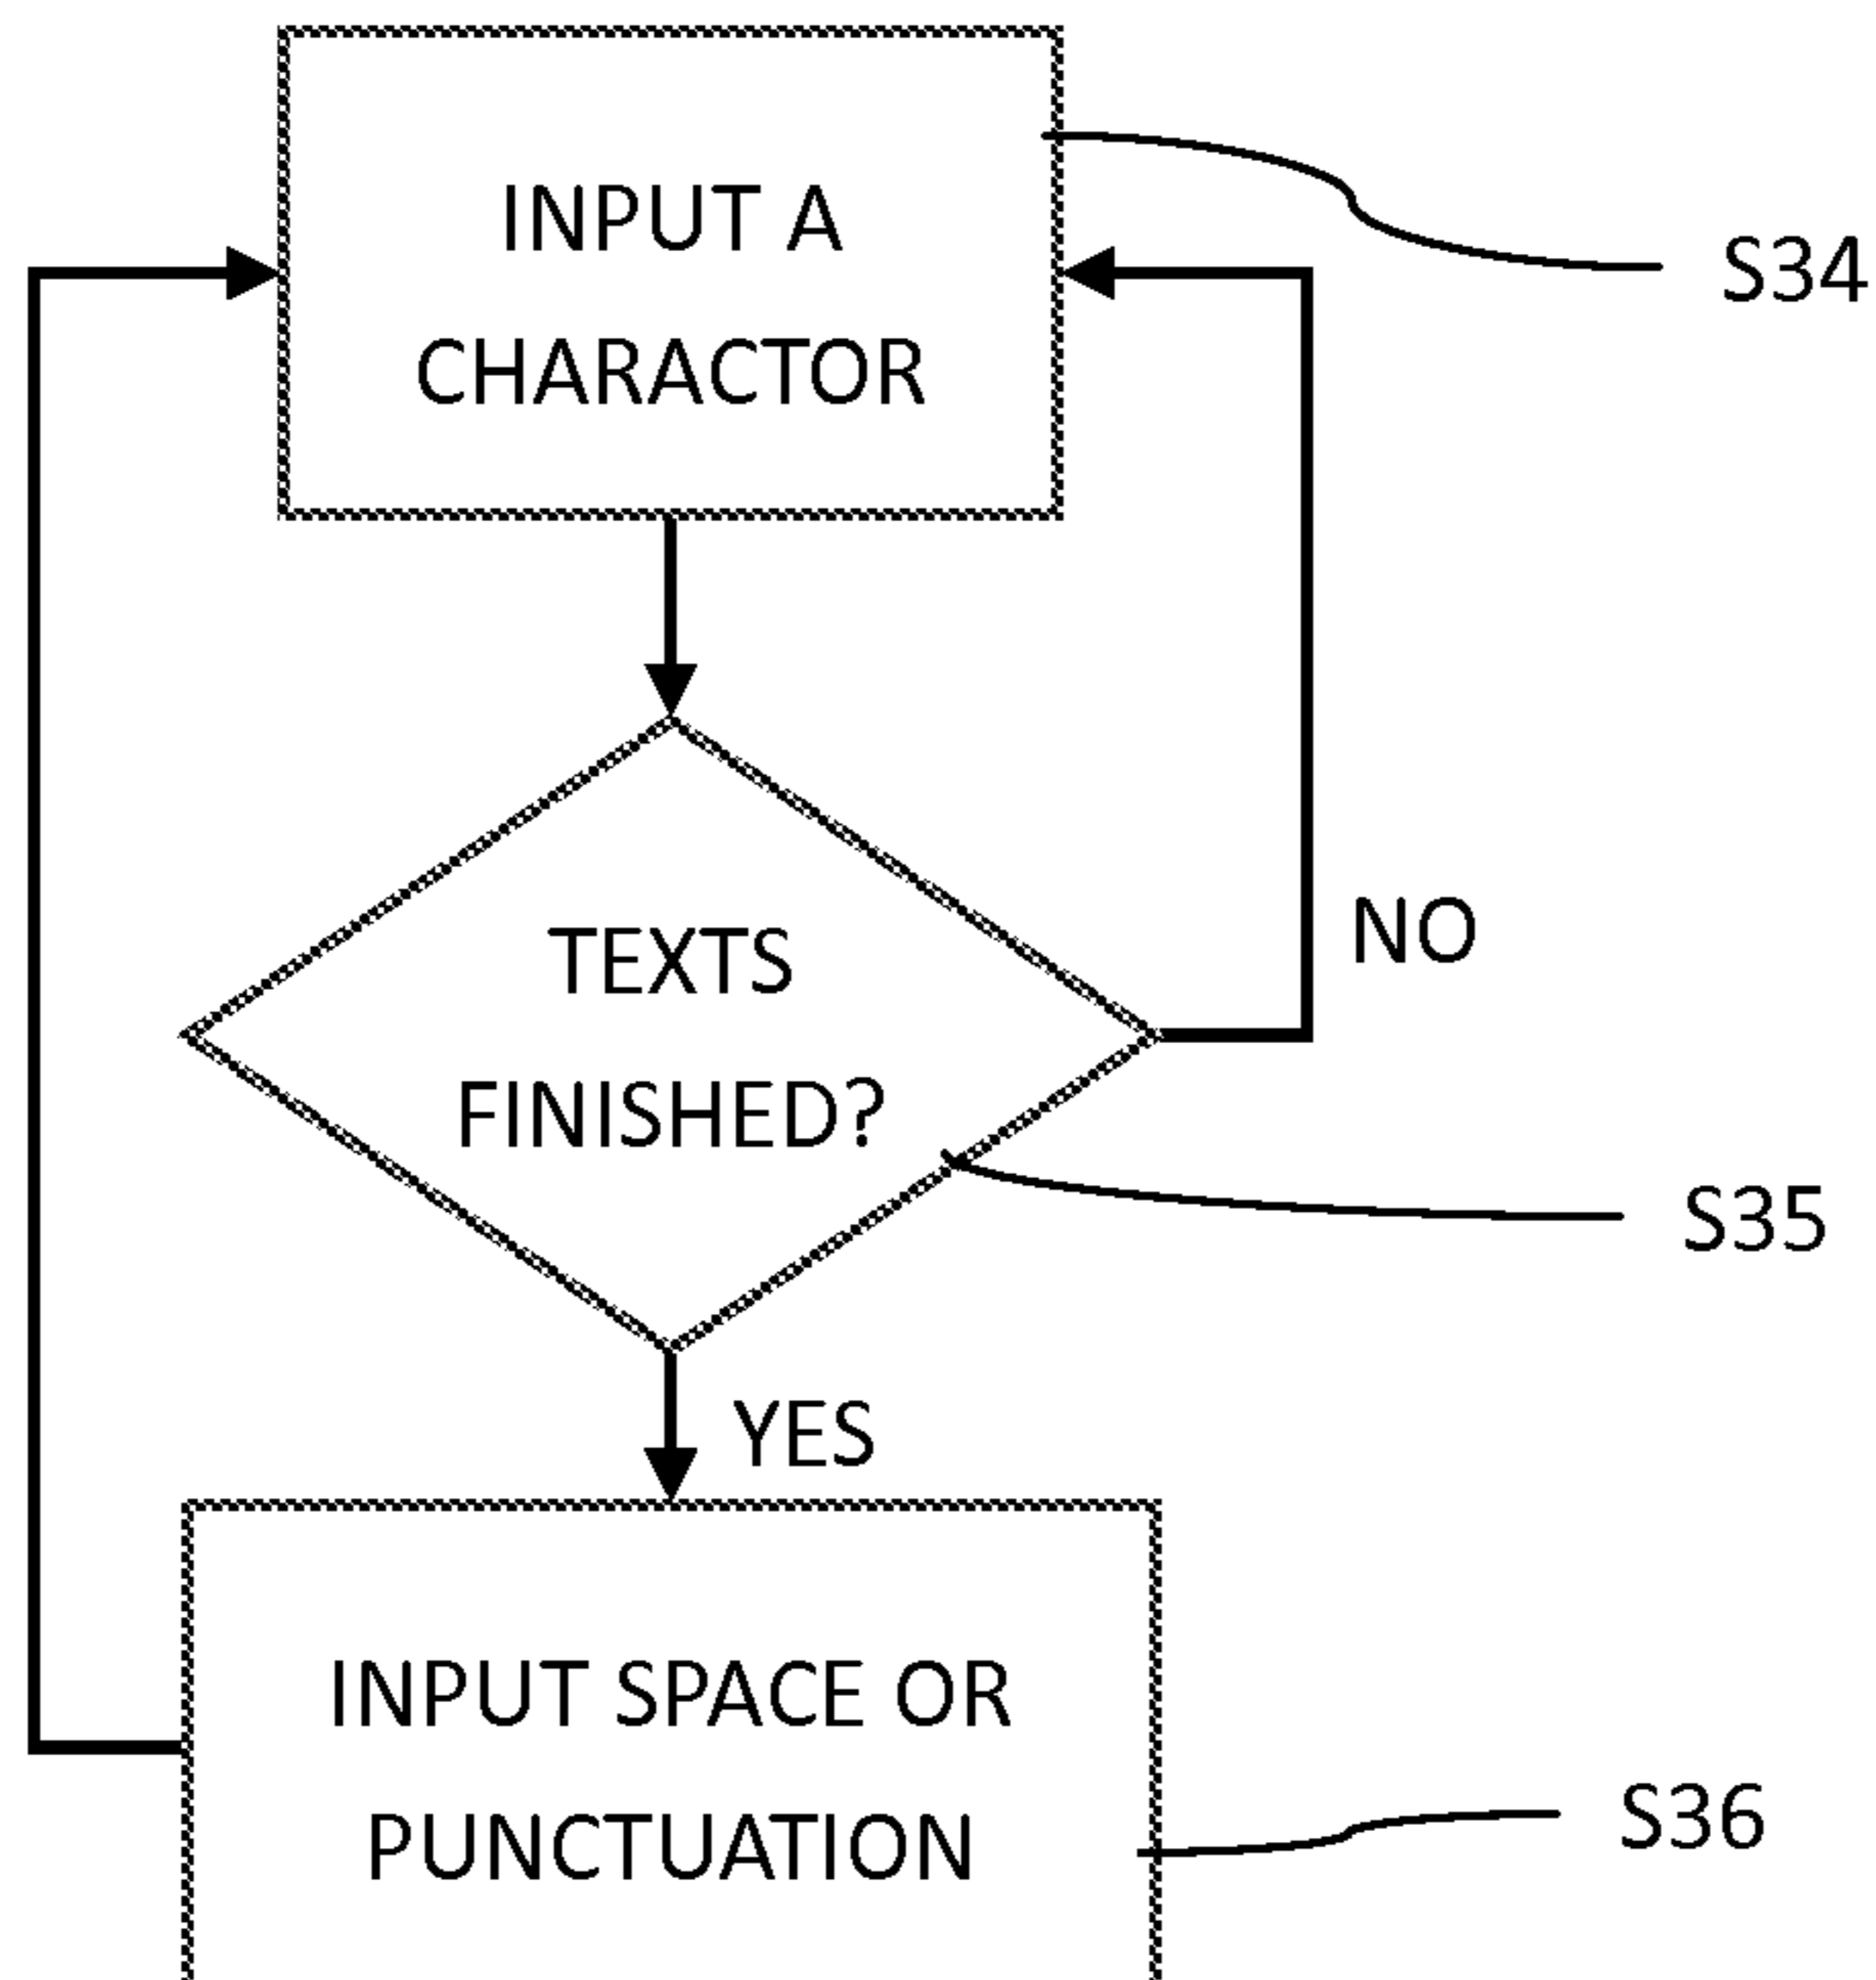 INPUT A
CHARACTOR
S34
TEXTS
FINISHED?
NO
S35
YES
INPUT SPACE OR
PUNCTUATION
S36